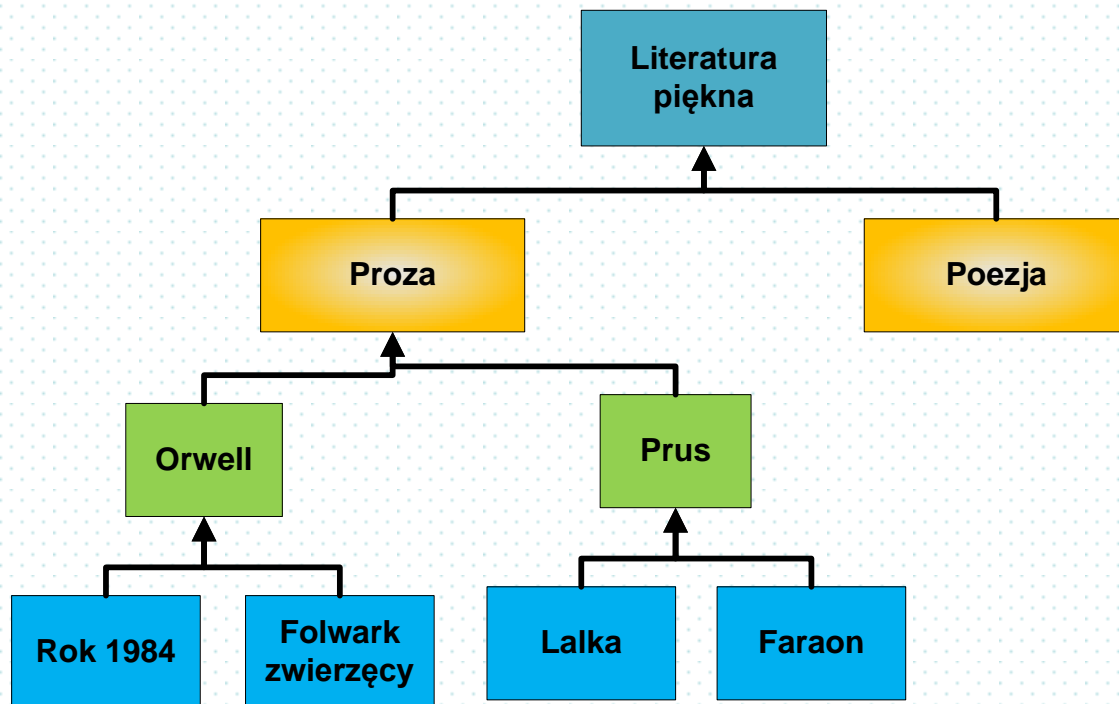 Literatura
piękna
Proza
Poezja
Orwell
Prus
Rok 1984
Folwark
zwierzęcy
Lalka
Faraon